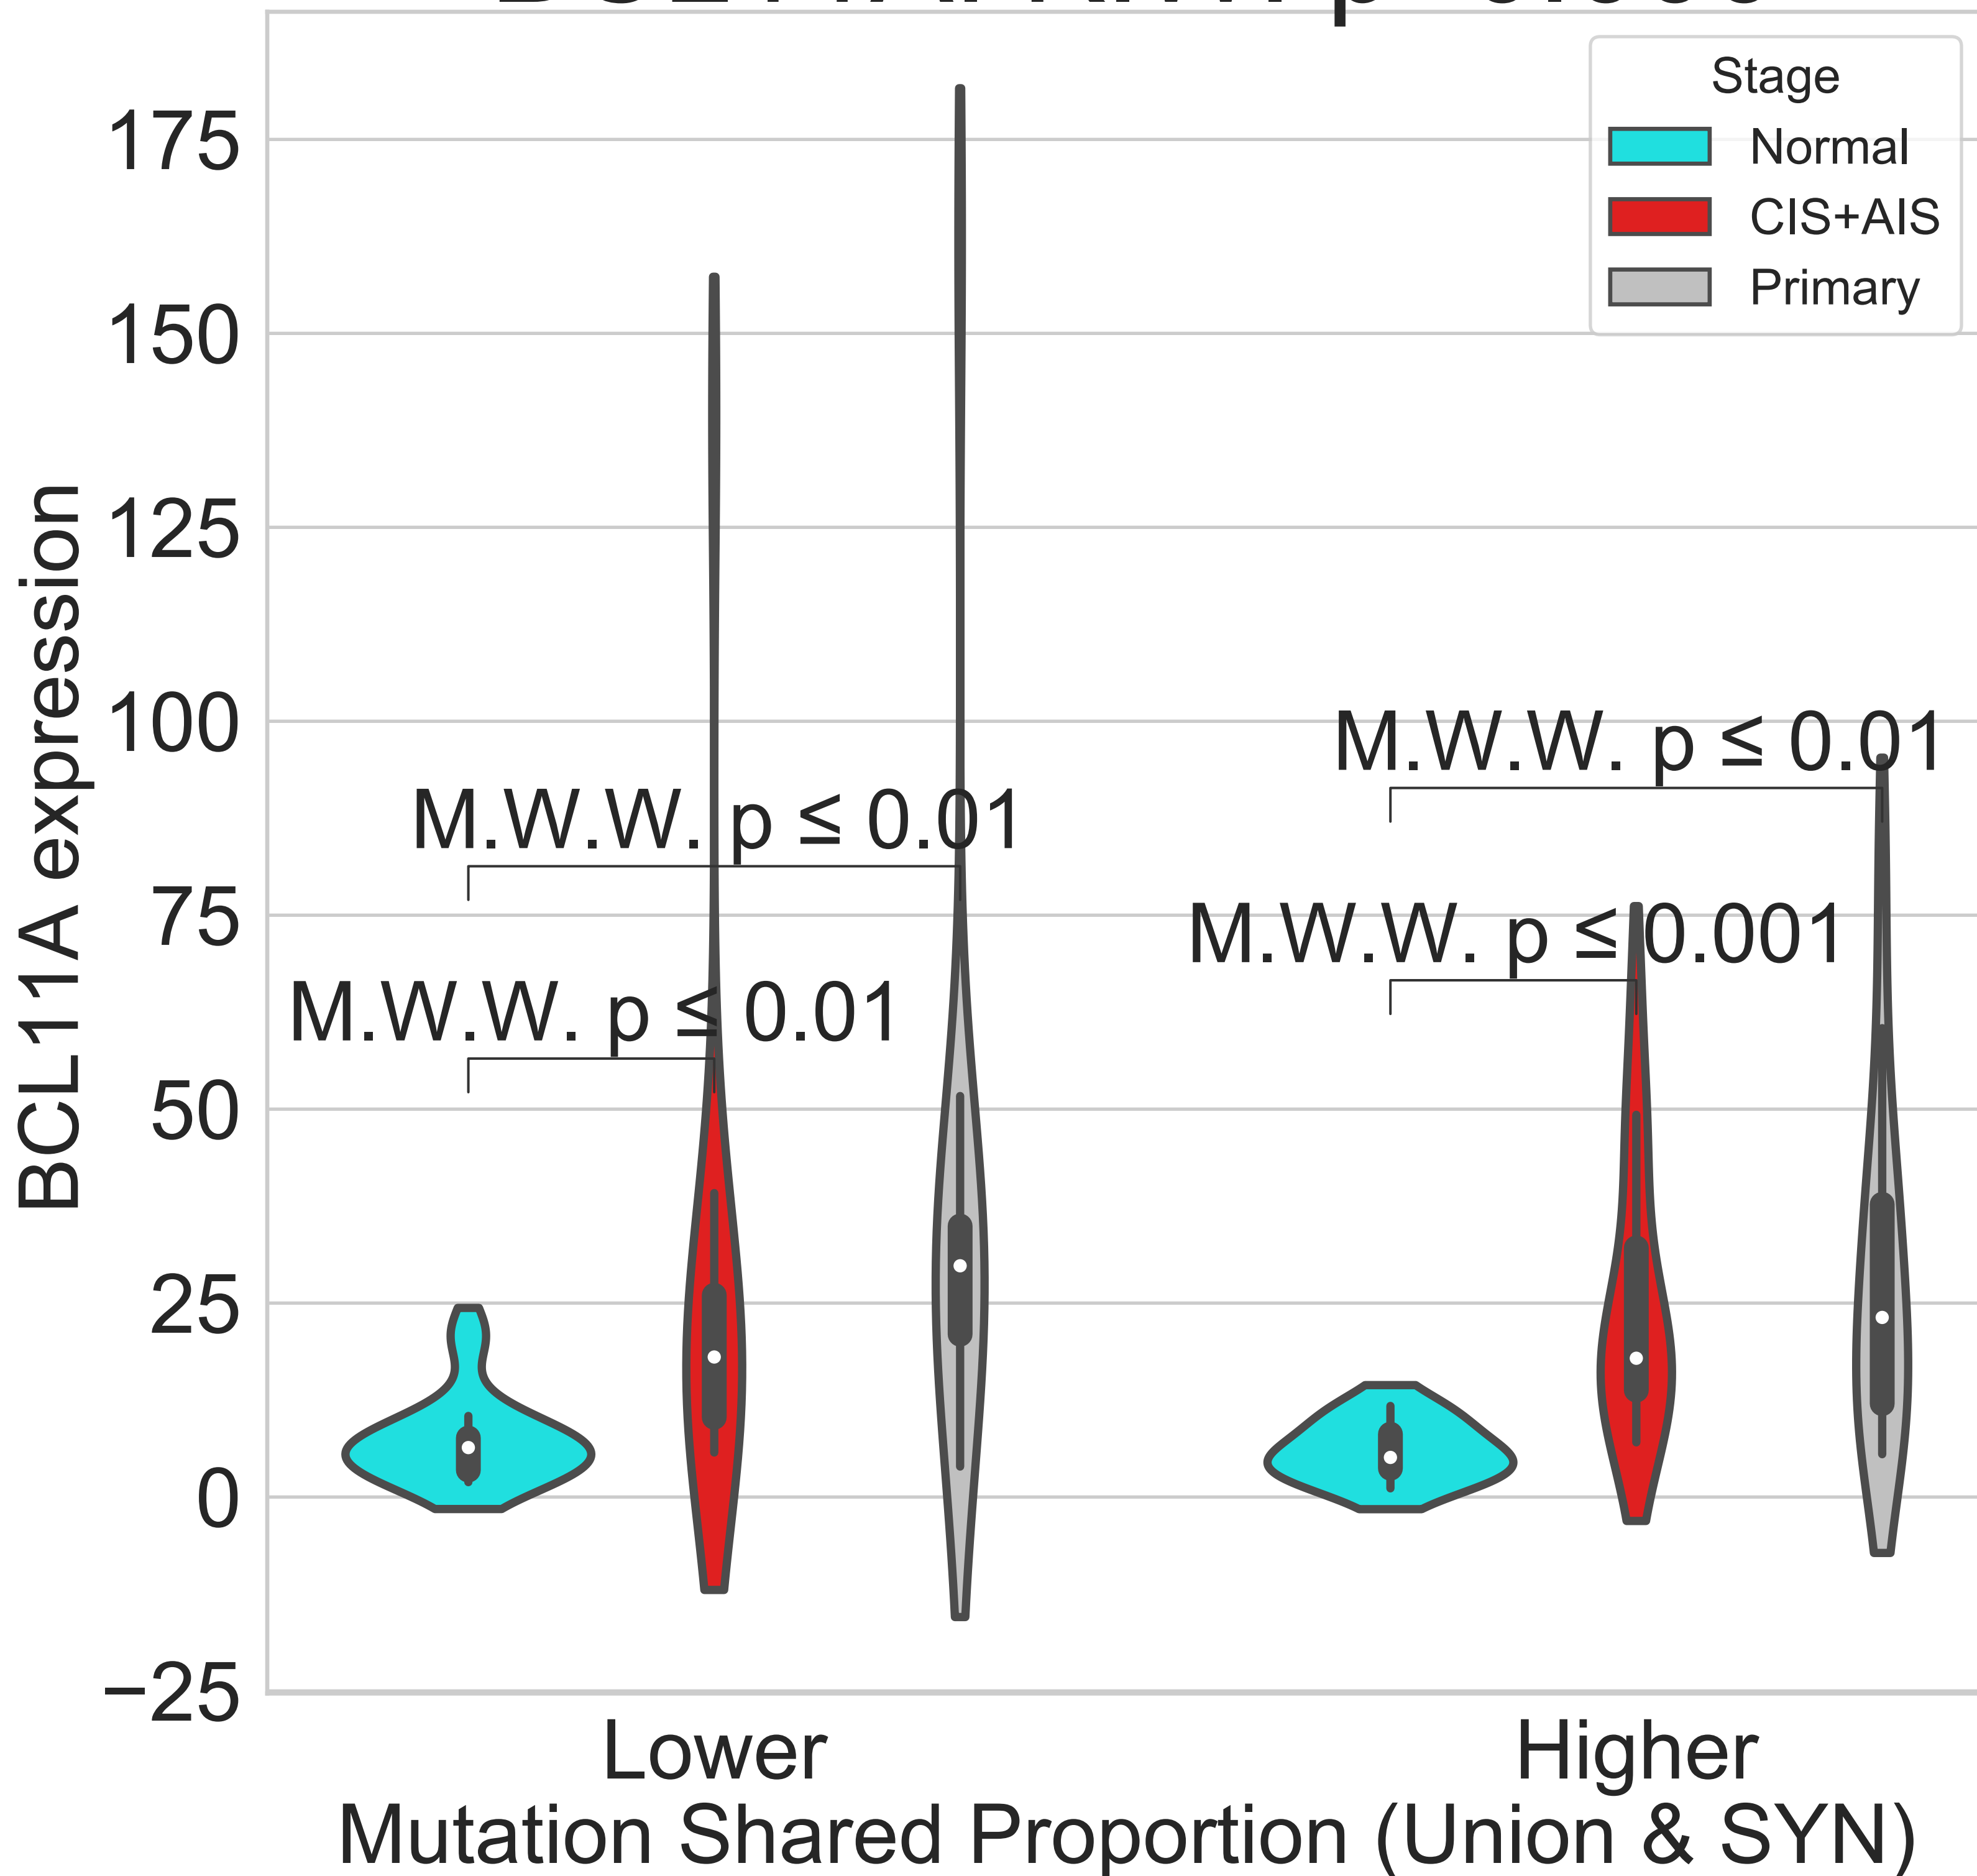 Stage
Normal
CIS+AIS
Primary
175
150
125
100
75
50
25
0
−25
BCL11A expression
M.W.W. p ≤ 0.01
M.W.W. p ≤ 0.01
M.W.W. p ≤ 0.01
M.W.W. p ≤ 0.001
Lower
Higher
Mutation Shared Proportion (Union & SYN)